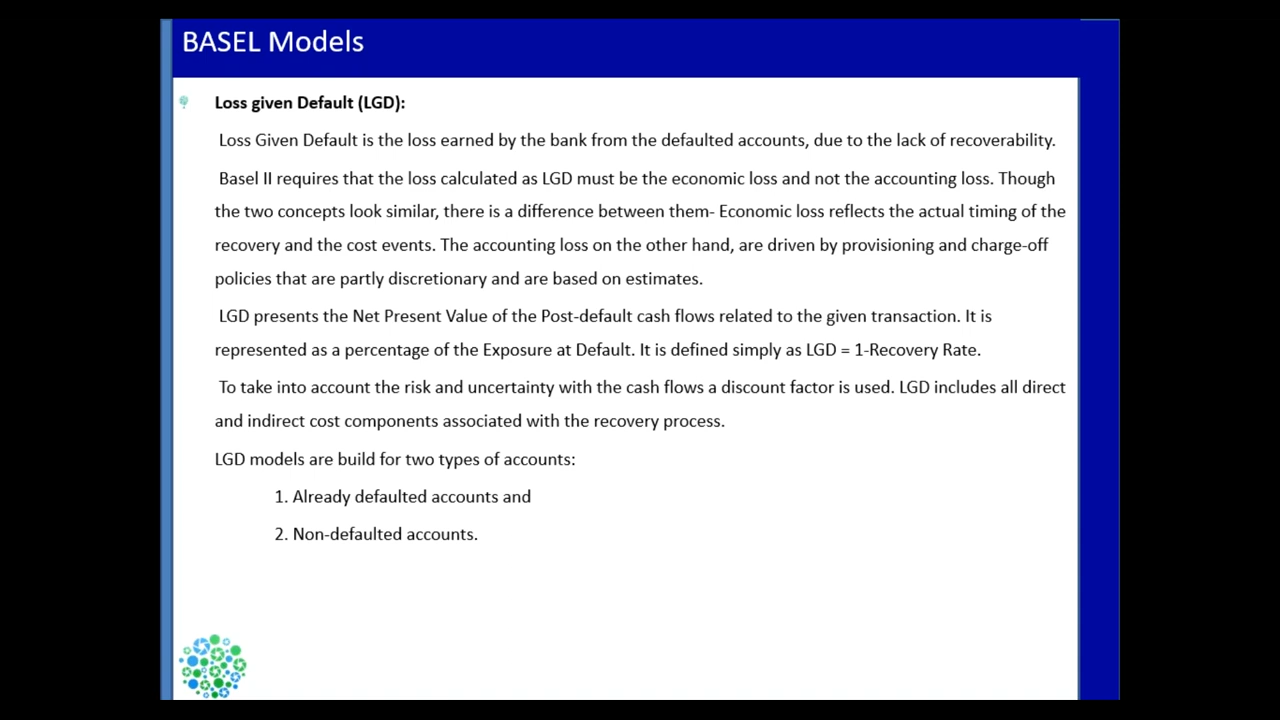 BASEL Models
Loss given Default (LGD):
Loss Given Default is the loss earned by the bank from the defaulted accounts, due to the lack of recoverability.
Basel II requires that the loss calculated as LGD must be the economic loss and not the accounting loss. Though
the two concepts look similar, there is a difference between them- Economic loss reflects the actual timing of the
recovery and the cost events. The accounting loss on the other hand, are driven by provisioning and charge-off
policies that are partly discretionary and are based on estimates.
LGD presents the Net Present Value of the Post-default cash flows related to the given transaction. It is
represented as a percentage of the Exposure at Default. It is defined simply as LGD = 1-Recovery Rate.
To take into account the risk and uncertainty with the cash flows a discount factor is used. LGD includes all direct
and indirect cost components associated with the recovery process.
LGD models are build for two types of accounts:
1. Already defaulted accounts and
2. Non-defaulted accounts.